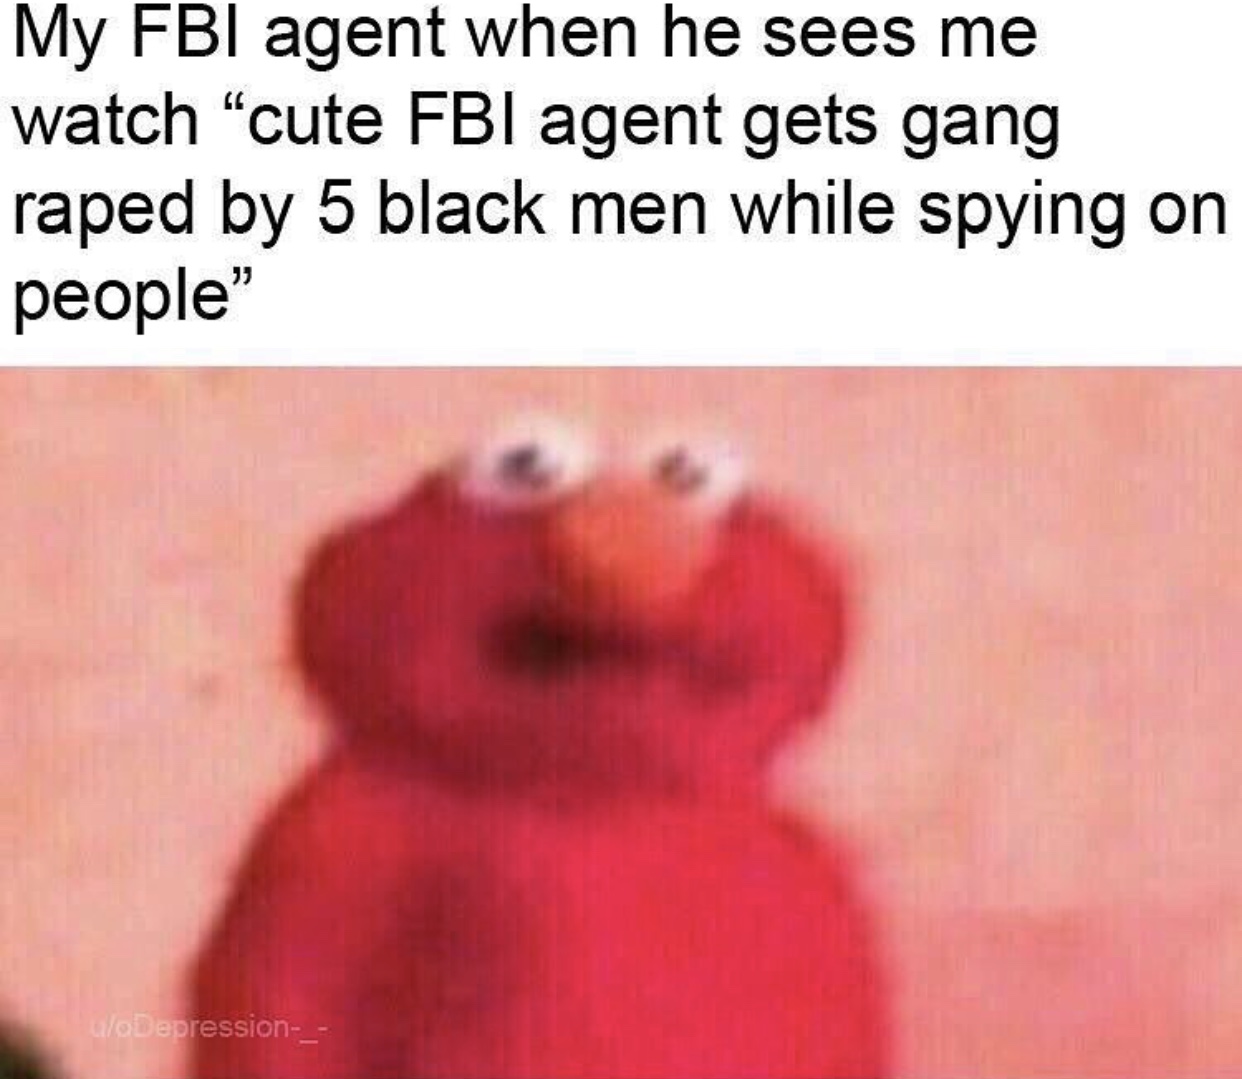 My FBI agent when he sees me
watch “cute FBI agent gets gang
raped by 5 black men while spying on
people”
u/oDepression-_-